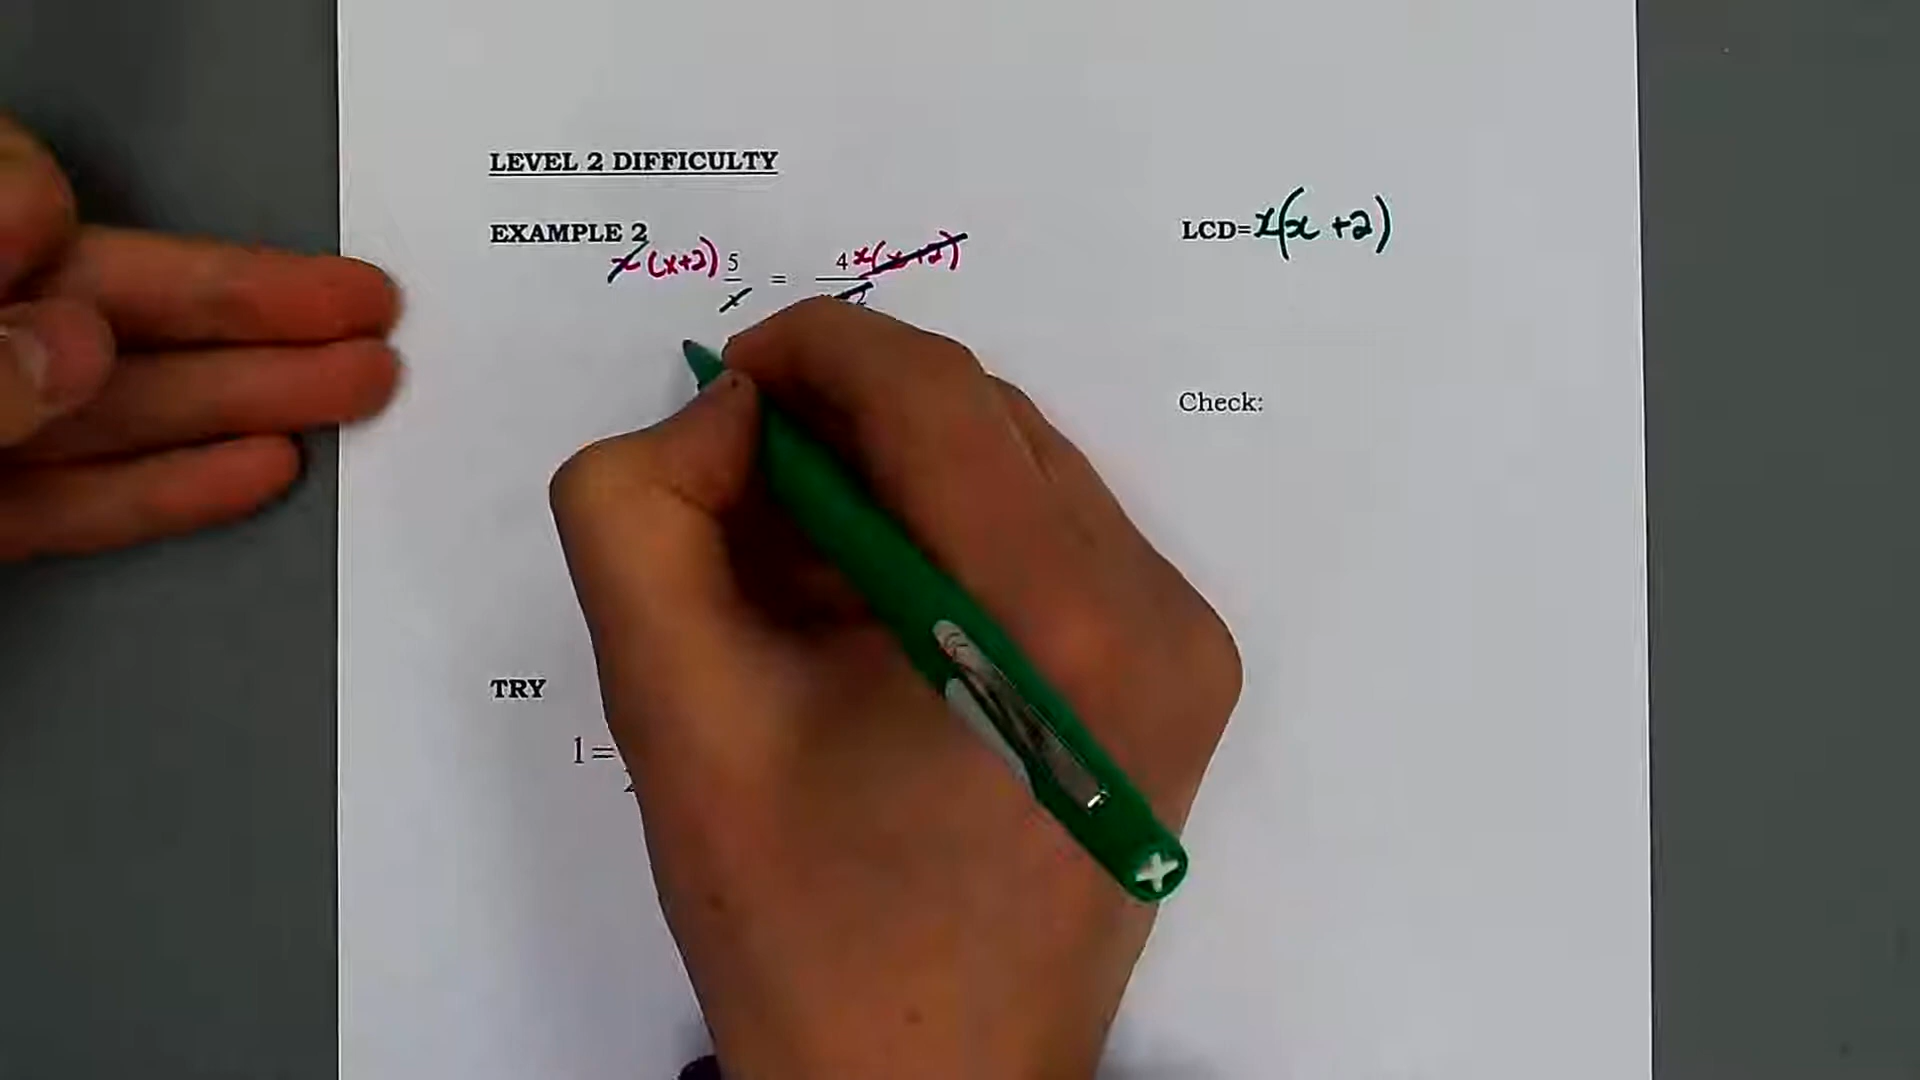 LEVEL 2 DIFFICULTY
EXAMPLE 2
LCD=x(x+2)
x(x+2) 5/x = 4x(x+2)/
Check:
TRY
1=